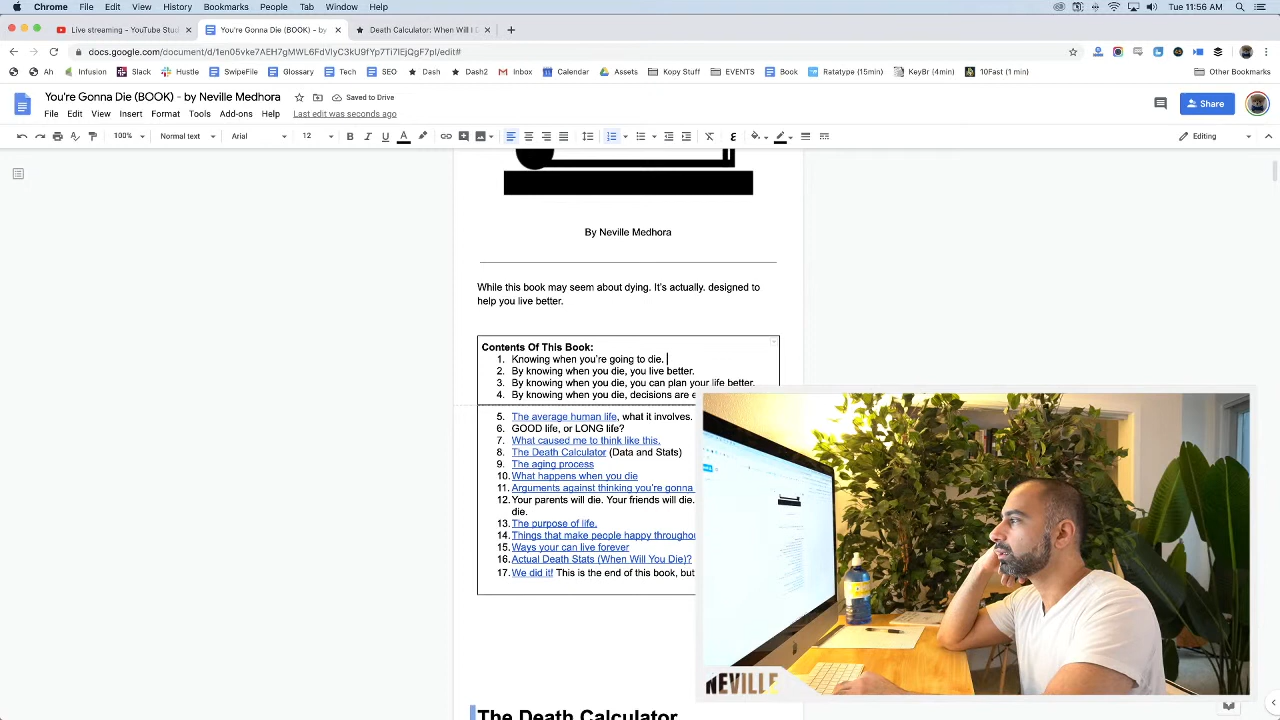 Chrome File Edit View History Bookmarks People Tab Window Help
Tue 11:56 AM
Live streaming - YouTube Stud
You're Gonna Die (BOOK) - by
Death Calculator: When Will I D
docs.google.com/document/d/1en05vke7AEH7gMWL6FdVlyC3kU9fYp7Ti7lEjQgF7pI/edit#
Ah Infusion Slack Hustle SwipeFile Glossary Tech SEO Dash Dash2 Inbox Calendar Assets Kopy Stuff EVENTS Book Ratatype (15min) KeyBr (4min) 10Fast (1 min) Other Bookmarks
You're Gonna Die (BOOK) - by Neville Medhora
Saved to Drive
Share
File Edit View Insert Format Tools Add-ons Help Last edit was seconds ago
100% Normal text Arial 12 B I U A Editing
By Neville Medhora
While this book may seem about dying. It's actually. designed to
help you live better.
Contents Of This Book:
1. Knowing when you're going to die.
2. By knowing when you die, you live better.
3. By knowing when you die, you can plan your life better.
4. By knowing when you die, decisions are e
5. The average human life, what it involves.
6. GOOD life, or LONG life?
7. What caused me to think like this.
8. The Death Calculator (Data and Stats)
9. The aging process
10. What happens when you die
11. Arguments against thinking you're gonna
12. Your parents will die. Your friends will die.
die.
13. The purpose of life.
14. Things that make people happy throughou
15. Ways your can live forever
16. Actual Death Stats (When Will You Die)?
17. We did it! This is the end of this book, but
The Death Calculator
NEVILLE